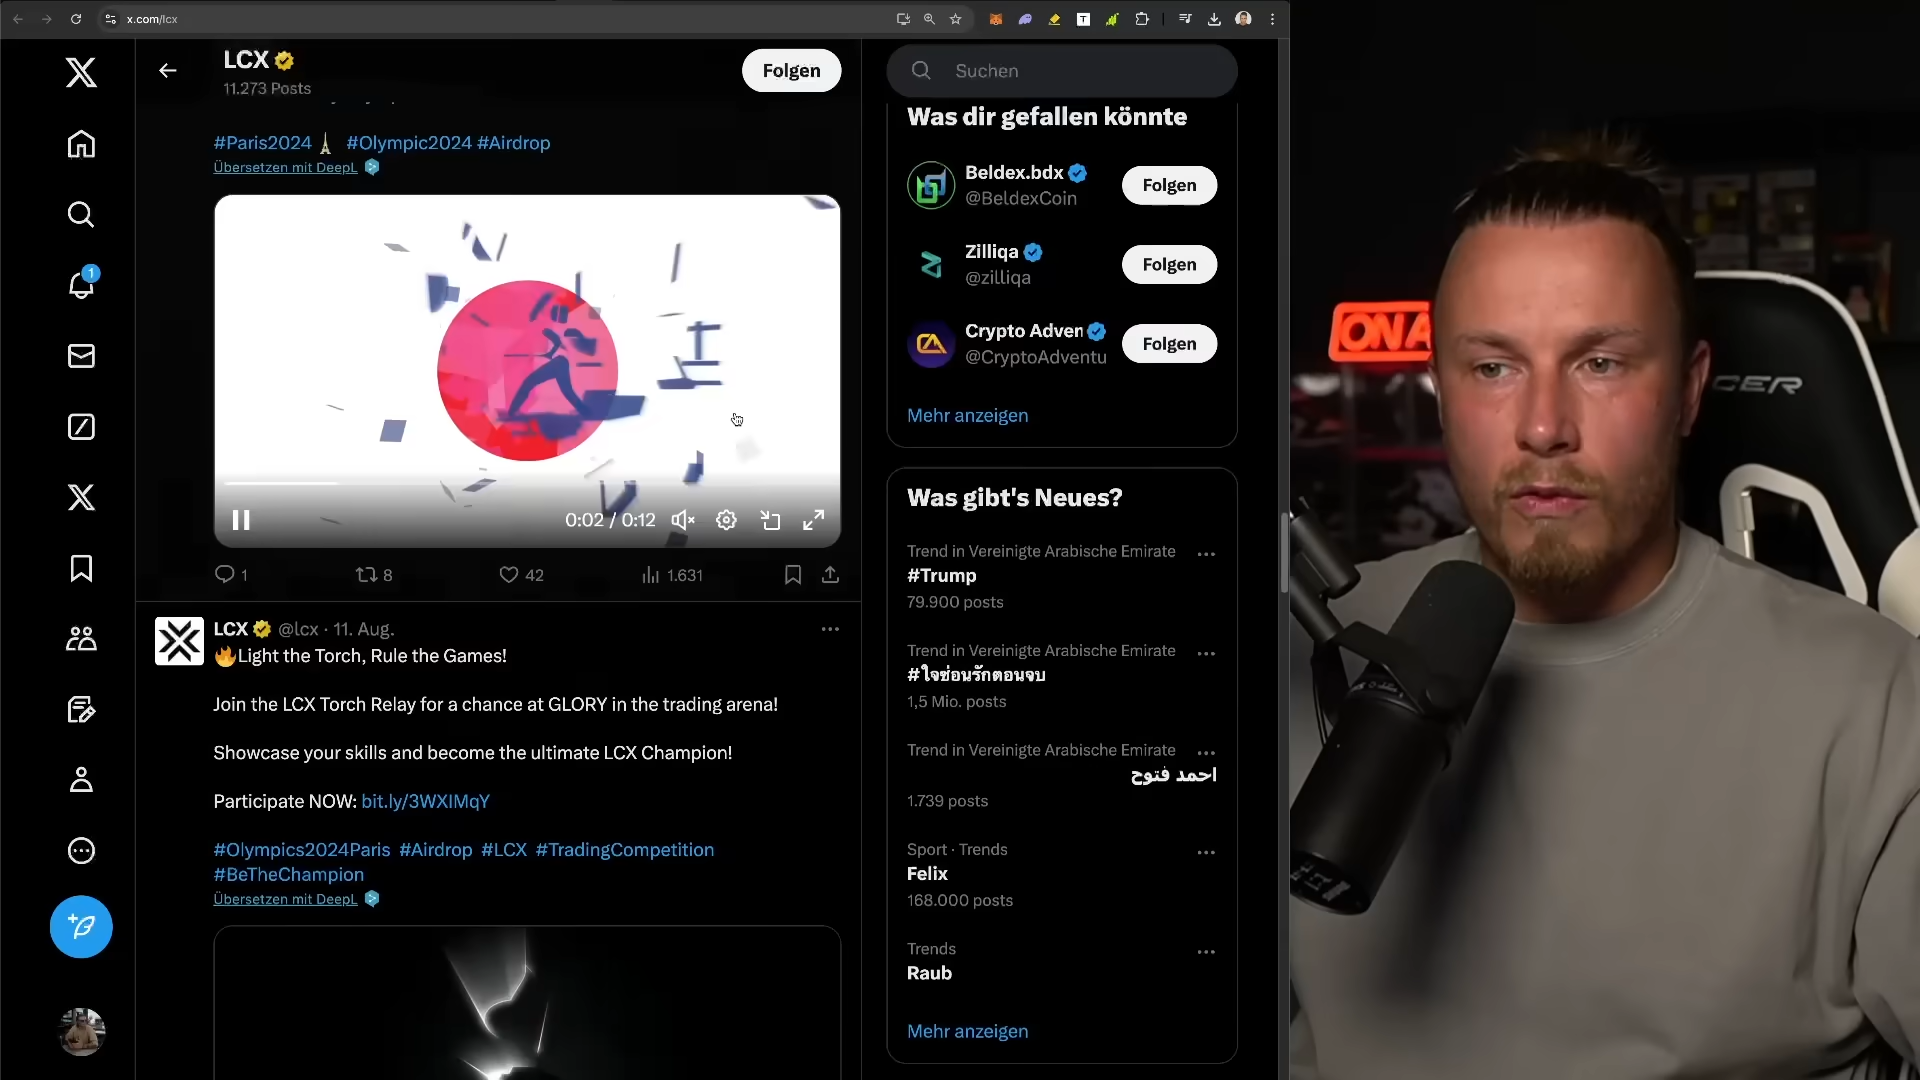 x.com/lcx
LCX
11.273 Posts
Folgen
#Paris2024 #Olympic2024 #Airdrop
Übersetzen mit DeepL
0:02 / 0:12
1
8
42
1.631
LCX @lcx · 11. Aug.
🔥Light the Torch, Rule the Games!
Join the LCX Torch Relay for a chance at GLORY in the trading arena!
Showcase your skills and become the ultimate LCX Champion!
Participate NOW: bit.ly/3WXIMqY
#Olympics2024Paris #Airdrop #LCX #TradingCompetition
#BeTheChampion
Übersetzen mit DeepL
1
Suchen
Was dir gefallen könnte
Beldex.bdx
@BeldexCoin
Folgen
Zilliqa
@zilliqa
Folgen
Crypto Adven
@CryptoAdventu
Folgen
Mehr anzeigen
Was gibt's Neues?
Trend in Vereinigte Arabische Emirate
#Trump
79.900 posts
Trend in Vereinigte Arabische Emirate
#ใจซ่อนรักตอนจบ
1,5 Mio. posts
Trend in Vereinigte Arabische Emirate
احمد فتوح
1.739 posts
Sport · Trends
Felix
168.000 posts
Trends
Raub
Mehr anzeigen
ON A
CER